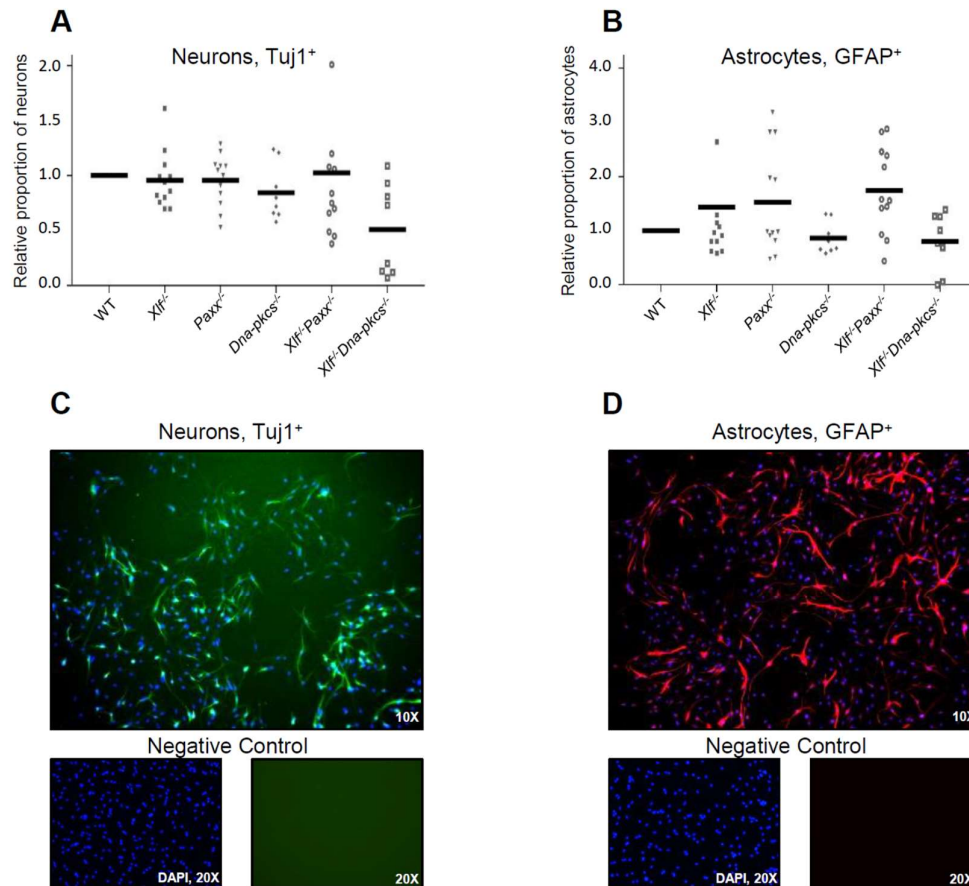 A
Neurons, Tuj1⁺
Relative proportion of neurons
2.0
1.0
0.5
0.0
WT
Xlf⁻/⁻
Paxx⁻/⁻
Dna-pkcs⁻/⁻
Xlf⁻/⁻Paxx⁻/⁻
Xlf⁻/⁻Dna-pkcs⁻/⁻
B
Astrocytes, GFAP⁺
Relative proportion of astrocytes
4.0
3.0
2.0
1.0
0.0
WT
Xlf⁻/⁻
Paxx⁻/⁻
Dna-pkcs⁻/⁻
Xlf⁻/⁻Paxx⁻/⁻
Xlf⁻/⁻Dna-pkcs⁻/⁻
C
Neurons, Tuj1⁺
10X
Negative Control
DAPI, 20X
20X
D
Astrocytes, GFAP⁺
10X
Negative Control
DAPI, 20X
20X